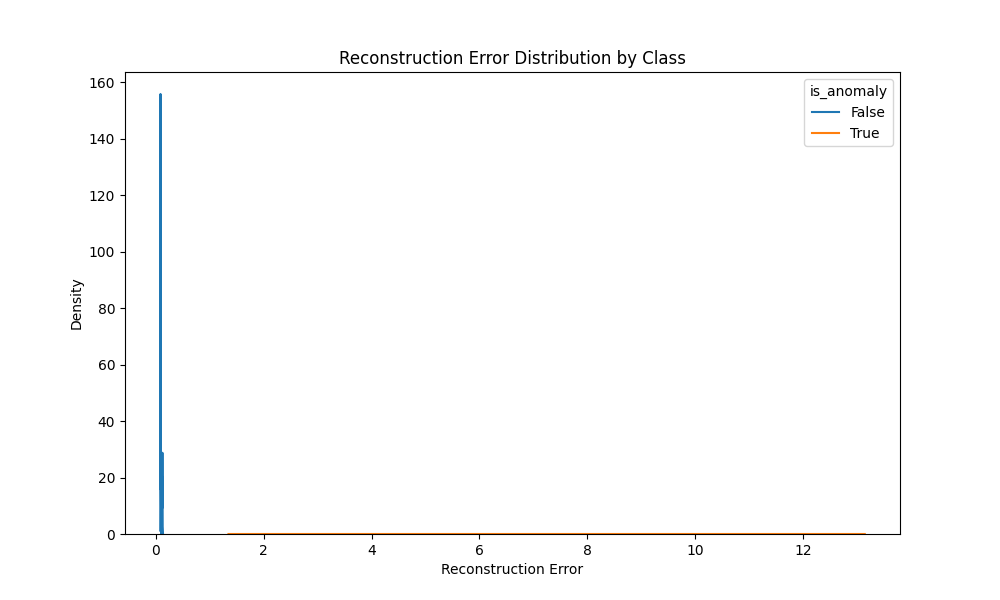 Reconstruction Error Distribution by Class
160
140
120
100
80
60
40
20
0
Density
is_anomaly
False
True
0 2 4 6 8 10 12
Reconstruction Error